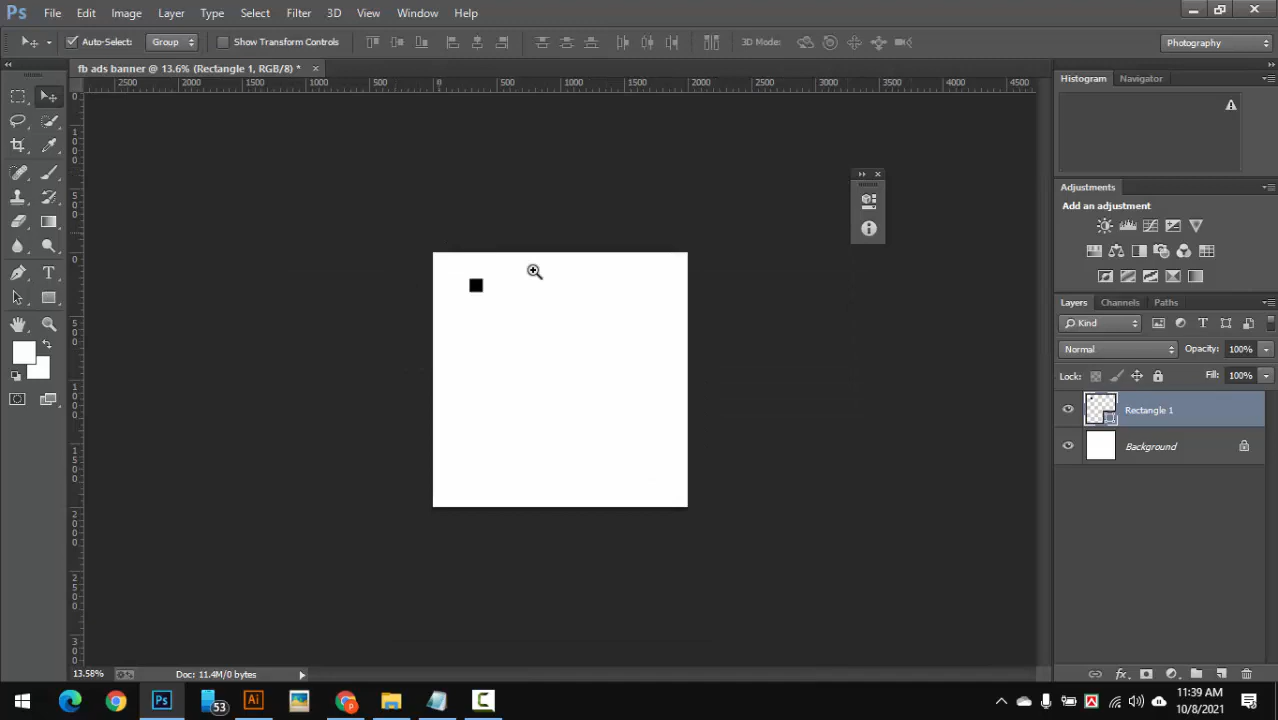 Ps File Edit Image Layer Type Select Filter 3D View Window Help
Auto-Select: Group Show Transform Controls 3D Mode: Photography
fb ads banner @ 13.6% (Rectangle 1, RGB/8) * ×
2500 2000 1500 1000 500 0 500 1000 1500 2000 2500 3000 3500 4000 4500
Histogram Navigator
Adjustments
Add an adjustment
Layers Channels Paths
Kind
Normal Opacity: 100%
Lock: Fill: 100%
Rectangle 1
Background
13.58% Doc: 11.4M/0 bytes
Ps 53 Ai P C A
11:39 AM
10/8/2021